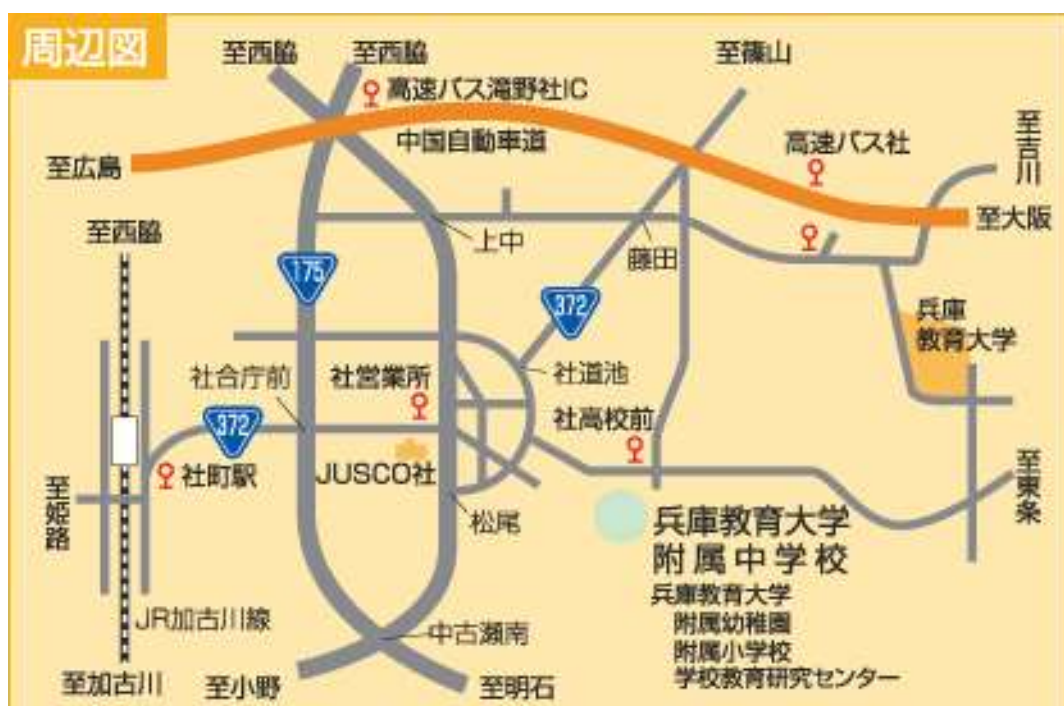 周辺図
至西脇
至西脇
至篠山
高速バス滝野社IC
中国自動車道
高速バス社
至吉川
至広島
至大阪
至西脇
上中
藤田
175
372
兵庫
教育大学
社合庁前
社営業所
社道池
社高校前
372
社町駅
JUSCO社
至姫路
松尾
至東条
兵庫教育大学
附属中学校
兵庫教育大学
附属幼稚園
附属小学校
学校教育研究センター
JR加古川線
中古瀬南
至加古川
至小野
至明石